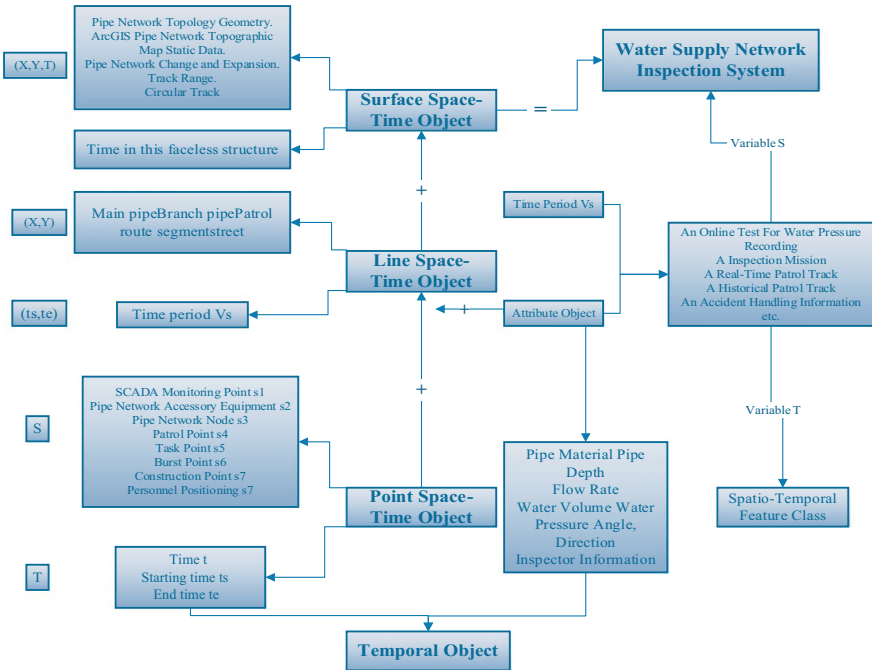 (X,Y,T)
Pipe Network Topology Geometry.
ArcGIS Pipe Network Topographic
Map Static Data.
Pipe Network Change and Expansion.
Track Range.
Circular Track
Water Supply Network
Inspection System
Surface Space-
Time Object
=
Time in this faceless structure
Variable S
+
(X,Y)
Main pipeBranch pipePatrol
route segmentstreet
Time Period Vs
An Online Test For Water Pressure
Recording
A Inspection Mission
A Real-Time Patrol Track
A Historical Patrol Track
An Accident Handling Information
etc.
Line Space-
Time Object
(ts,te)
Time period Vs
+
Attribute Object
+
SCADA Monitoring Point s1
Pipe Network Accessory Equipment s2
Pipe Network Node s3
Patrol Point s4
Task Point s5
Burst Point s6
Construction Point s7
Personnel Positioning s7
S
Variable T
Pipe Material Pipe
Depth
Flow Rate
Water Volume Water
Pressure Angle,
Direction
Inspector Information
Point Space-
Time Object
Spatio-Temporal
Feature Class
T
Time t
Starting time ts
End time te
Temporal Object